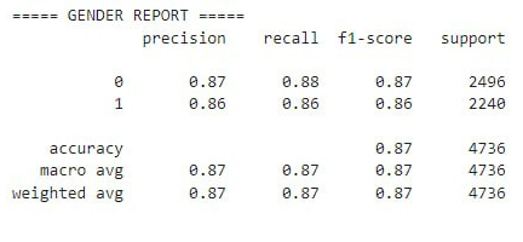 ===== GENDER REPORT =====
precision recall f1-score support
0 0.87 0.88 0.87 2496
1 0.86 0.86 0.86 2240
accuracy 0.87 4736
macro avg 0.87 0.87 0.87 4736
weighted avg 0.87 0.87 0.87 4736